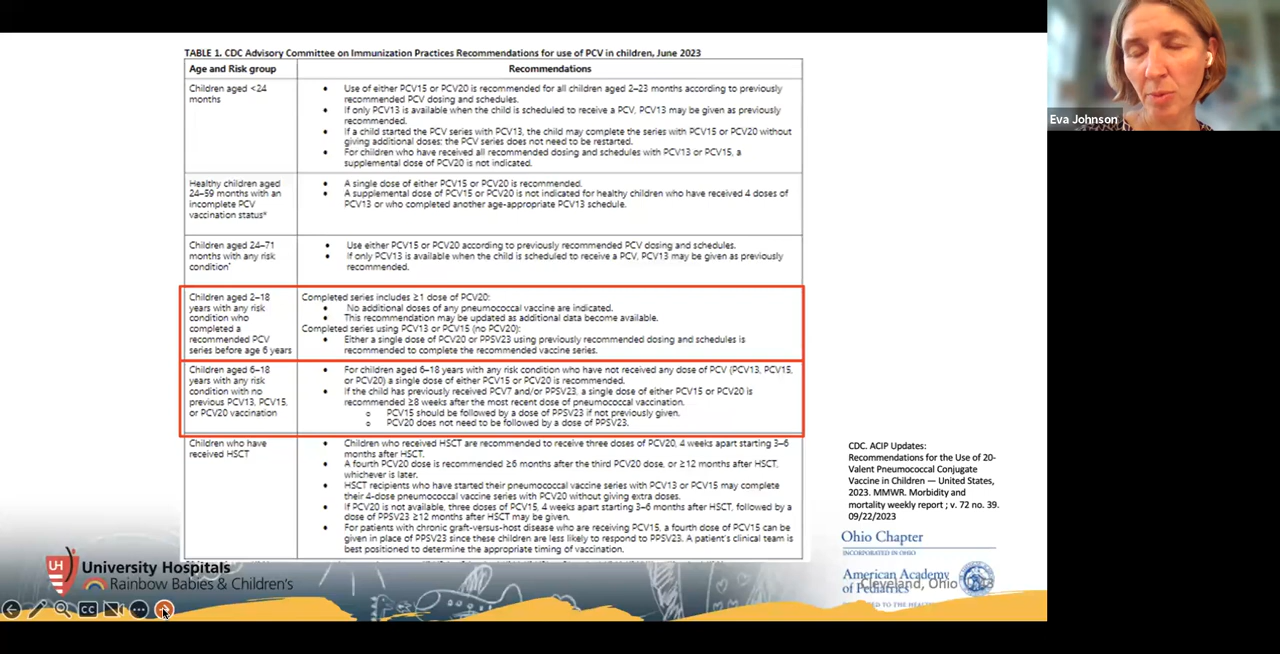 TABLE 1. CDC Advisory Committee on Immunization Practices Recommendations for use of PCV in children, June 2023
Age and Risk group
Recommendations
Children aged <24
months
• Use of either PCV15 or PCV20 is recommended for all children aged 2–23 months according to previously
recommended PCV dosing and schedules.
• If only PCV13 is available when the child is scheduled to receive a PCV, PCV13 may be given as previously
recommended.
• If a child started the PCV series with PCV13, the child may complete the series with PCV15 or PCV20 without
giving additional doses; the PCV series does not need to be restarted.
• For children who have received all recommended dosing and schedules with PCV13 or PCV15, a
supplemental dose of PCV20 is not indicated.
Healthy children aged
24–59 months with an
incomplete PCV
vaccination status*
• A single dose of either PCV15 or PCV20 is recommended.
• A supplemental dose of PCV15 or PCV20 is not indicated for healthy children who have received 4 doses of
PCV13 or who completed another age-appropriate PCV13 schedule.
Children aged 24–71
months with any risk
condition
• Use either PCV15 or PCV20 according to previously recommended PCV dosing and schedules.
• If only PCV13 is available when the child is scheduled to receive a PCV, PCV13 may be given as previously
recommended.
Children aged 2–18
years with any risk
condition who
completed a
recommended PCV
series before age 6 years
Completed series includes ≥1 dose of PCV20:
• No additional doses of any pneumococcal vaccine are indicated.
• This recommendation may be updated as additional data become available.
Completed series using PCV13 or PCV15 (no PCV20):
• Either a single dose of PCV20 or PPSV23 using previously recommended dosing and schedules is
recommended to complete the recommended vaccine series.
Children aged 6–18
years with any risk
condition with no
previous PCV13, PCV15,
or PCV20 vaccination
• For children aged 6–18 years with any risk condition who have not received any dose of PCV (PCV13, PCV15,
or PCV20) a single dose of either PCV15 or PCV20 is recommended.
• If the child has previously received PCV7 and/or PPSV23, a single dose of either PCV15 or PCV20 is
recommended ≥8 weeks after the most recent dose of pneumococcal vaccination.
o PCV15 should be followed by a dose of PPSV23 if not previously given.
o PCV20 does not need to be followed by a dose of PPSV23.
Children who have
received HSCT
• Children who received HSCT are recommended to receive three doses of PCV20, 4 weeks apart starting 3–6
months after HSCT.
• A fourth PCV20 dose is recommended ≥6 months after the third PCV20 dose, or ≥12 months after HSCT,
whichever is later.
• HSCT recipients who have started their pneumococcal vaccine series with PCV13 or PCV15 may complete
their 4-dose pneumococcal vaccine series with PCV20 without giving extra doses.
• If PCV20 is not available, three doses of PCV15, 4 weeks apart starting 3–6 months after HSCT, followed by a
dose of PPSV23 ≥12 months after HSCT may be given.
• For patients with chronic graft-versus-host disease who are receiving PCV15, a fourth dose of PCV15 can be
given in place of PPSV23 since these children are less likely to respond to PPSV23. A patient's clinical team is
best positioned to determine the appropriate timing of vaccination.
Eva Johnson
CDC. ACIP Updates:
Recommendations for the Use of 20-
Valent Pneumococcal Conjugate
Vaccine in Children — United States,
2023. MMWR. Morbidity and
mortality weekly report ; v. 72 no. 39.
09/22/2023
Ohio Chapter
INCORPORATED IN OHIO
American Academy
of Pediatrics
Cleveland, Ohio
UH
University Hospitals
Rainbow Babies & Children's
CC